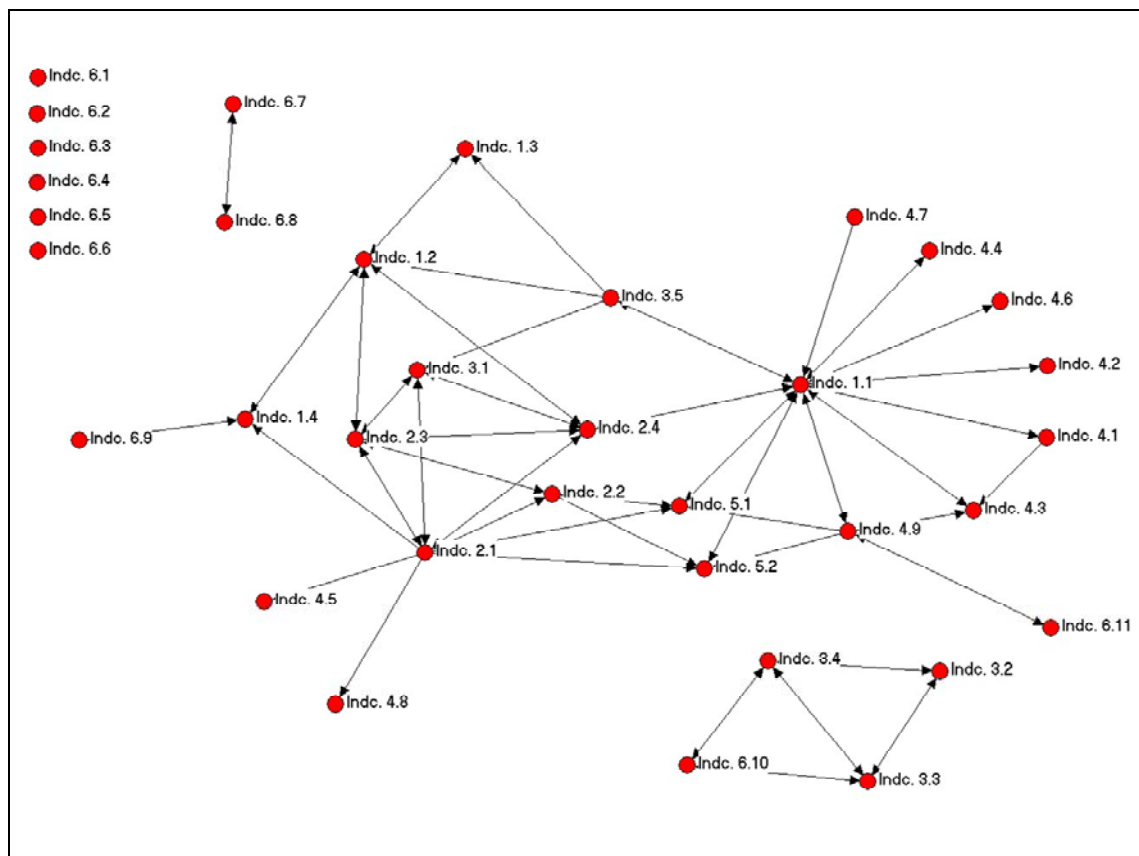 Indc. 6.1
Indc. 6.2
Indc. 6.3
Indc. 6.4
Indc. 6.5
Indc. 6.6
Indc. 6.7
Indc. 6.8
Indc. 1.3
Indc. 4.7
Indc. 4.4
Indc. 1.2
Indc. 3.5
Indc. 4.6
Indc. 3.1
Indc. 4.2
Indc. 1.1
Indc. 1.4
Indc. 6.9
Indc. 2.3
Indc. 2.4
Indc. 4.1
Indc. 2.2
Indc. 5.1
Indc. 4.3
Indc. 4.9
Indc. 2.1
Indc. 5.2
Indc. 4.5
Indc. 6.11
Indc. 3.4
Indc. 3.2
Indc. 4.8
Indc. 6.10
Indc. 3.3